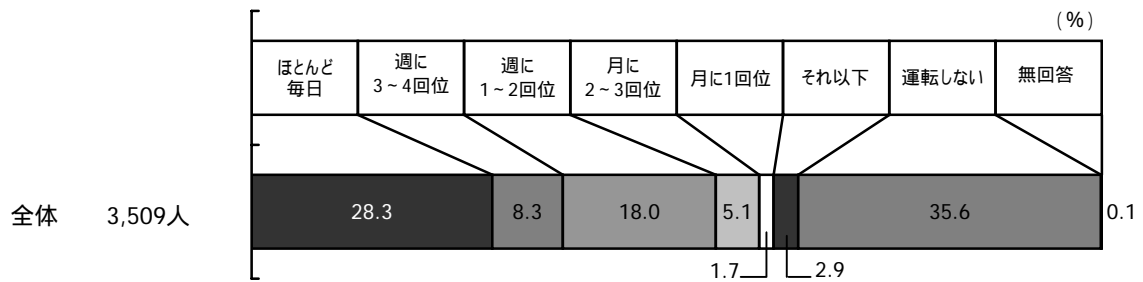 (%)
ほとんど
毎日
週に
3～4回位
週に
1～2回位
月に
2～3回位
月に1回位
それ以下
運転しない
無回答
全体 3,509人
28.3
8.3
18.0
5.1
35.6
0.1
1.7
2.9